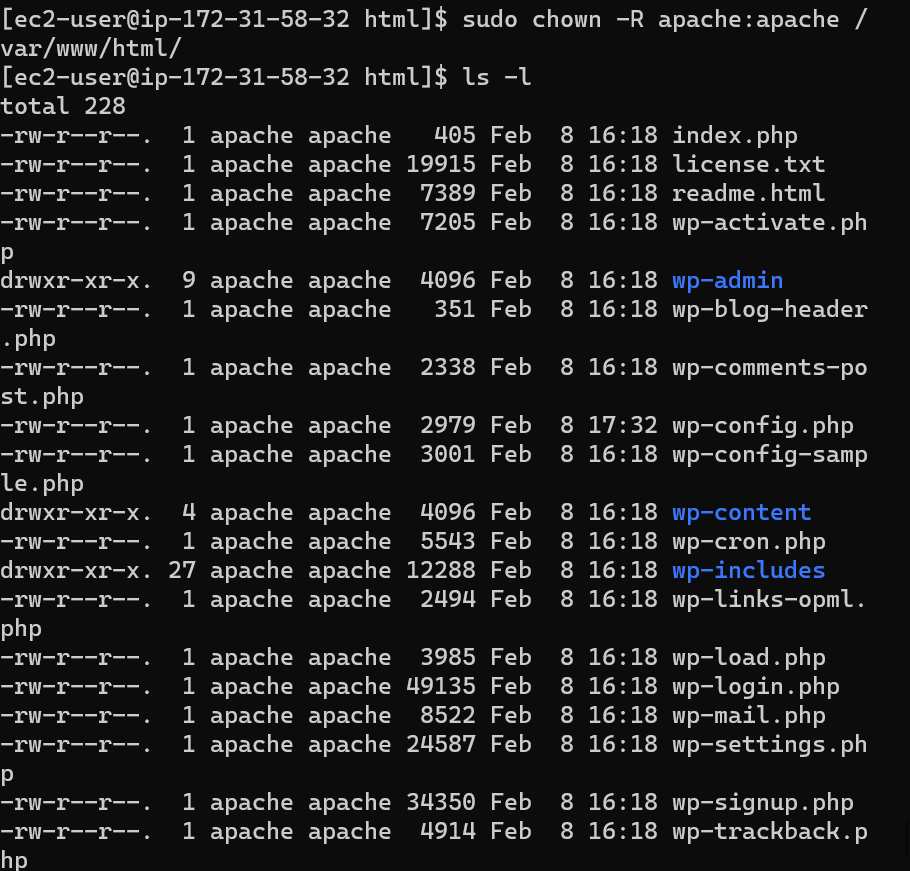 [ec2-user@ip-172-31-58-32 html]$ sudo chown -R apache:apache /
var/www/html/
[ec2-user@ip-172-31-58-32 html]$ ls -l
total 228
-rw-r--r--.  1 apache apache   405 Feb  8 16:18 index.php
-rw-r--r--.  1 apache apache 19915 Feb  8 16:18 license.txt
-rw-r--r--.  1 apache apache  7389 Feb  8 16:18 readme.html
-rw-r--r--.  1 apache apache  7205 Feb  8 16:18 wp-activate.ph
p
drwxr-xr-x.  9 apache apache  4096 Feb  8 16:18 wp-admin
-rw-r--r--.  1 apache apache   351 Feb  8 16:18 wp-blog-header
.php
-rw-r--r--.  1 apache apache  2338 Feb  8 16:18 wp-comments-po
st.php
-rw-r--r--.  1 apache apache  2979 Feb  8 17:32 wp-config.php
-rw-r--r--.  1 apache apache  3001 Feb  8 16:18 wp-config-samp
le.php
drwxr-xr-x.  4 apache apache  4096 Feb  8 16:18 wp-content
-rw-r--r--.  1 apache apache  5543 Feb  8 16:18 wp-cron.php
drwxr-xr-x. 27 apache apache 12288 Feb  8 16:18 wp-includes
-rw-r--r--.  1 apache apache  2494 Feb  8 16:18 wp-links-opml.
php
-rw-r--r--.  1 apache apache  3985 Feb  8 16:18 wp-load.php
-rw-r--r--.  1 apache apache 49135 Feb  8 16:18 wp-login.php
-rw-r--r--.  1 apache apache  8522 Feb  8 16:18 wp-mail.php
-rw-r--r--.  1 apache apache 24587 Feb  8 16:18 wp-settings.ph
p
-rw-r--r--.  1 apache apache 34350 Feb  8 16:18 wp-signup.php
-rw-r--r--.  1 apache apache  4914 Feb  8 16:18 wp-trackback.p
hp